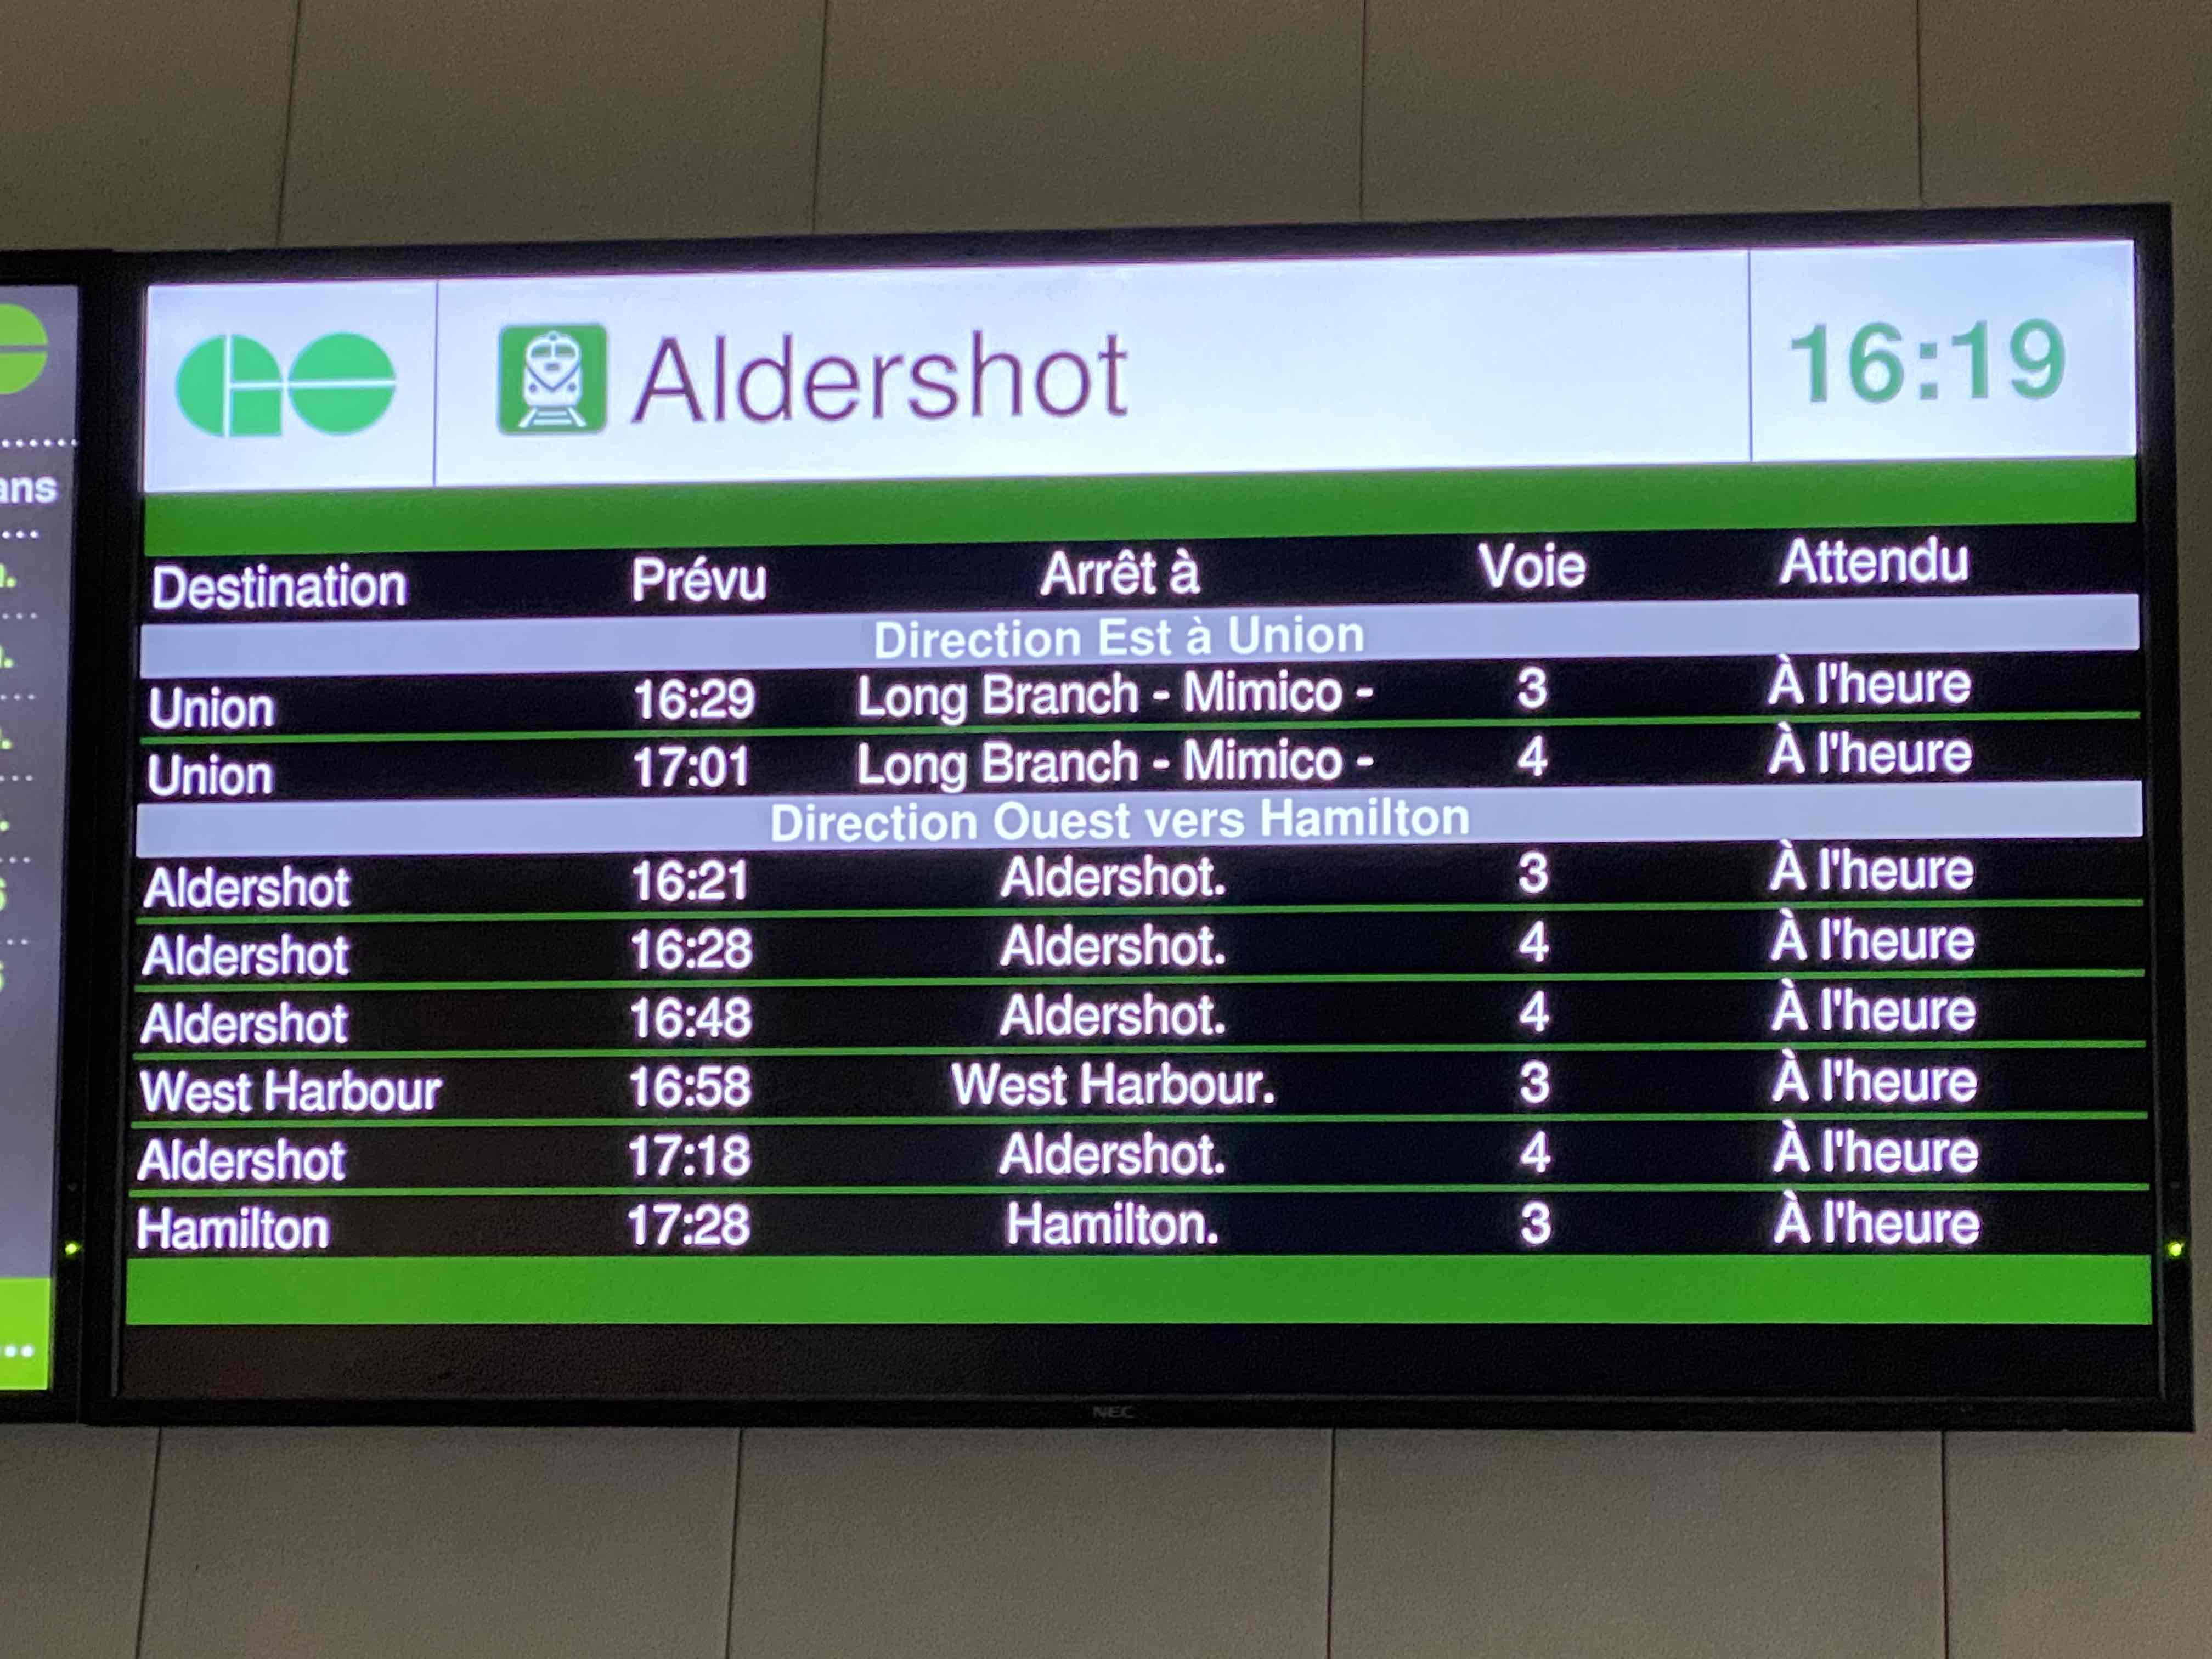 GO Aldershot 16:19
Destination Prévu Arrêt à Voie Attendu
Direction Est à Union
Union 16:29 Long Branch - Mimico - 3 À l'heure
Union 17:01 Long Branch - Mimico - 4 À l'heure
Direction Ouest vers Hamilton
Aldershot 16:21 Aldershot. 3 À l'heure
Aldershot 16:28 Aldershot. 4 À l'heure
Aldershot 16:48 Aldershot. 4 À l'heure
West Harbour 16:58 West Harbour. 3 À l'heure
Aldershot 17:18 Aldershot. 4 À l'heure
Hamilton 17:28 Hamilton. 3 À l'heure
NEC